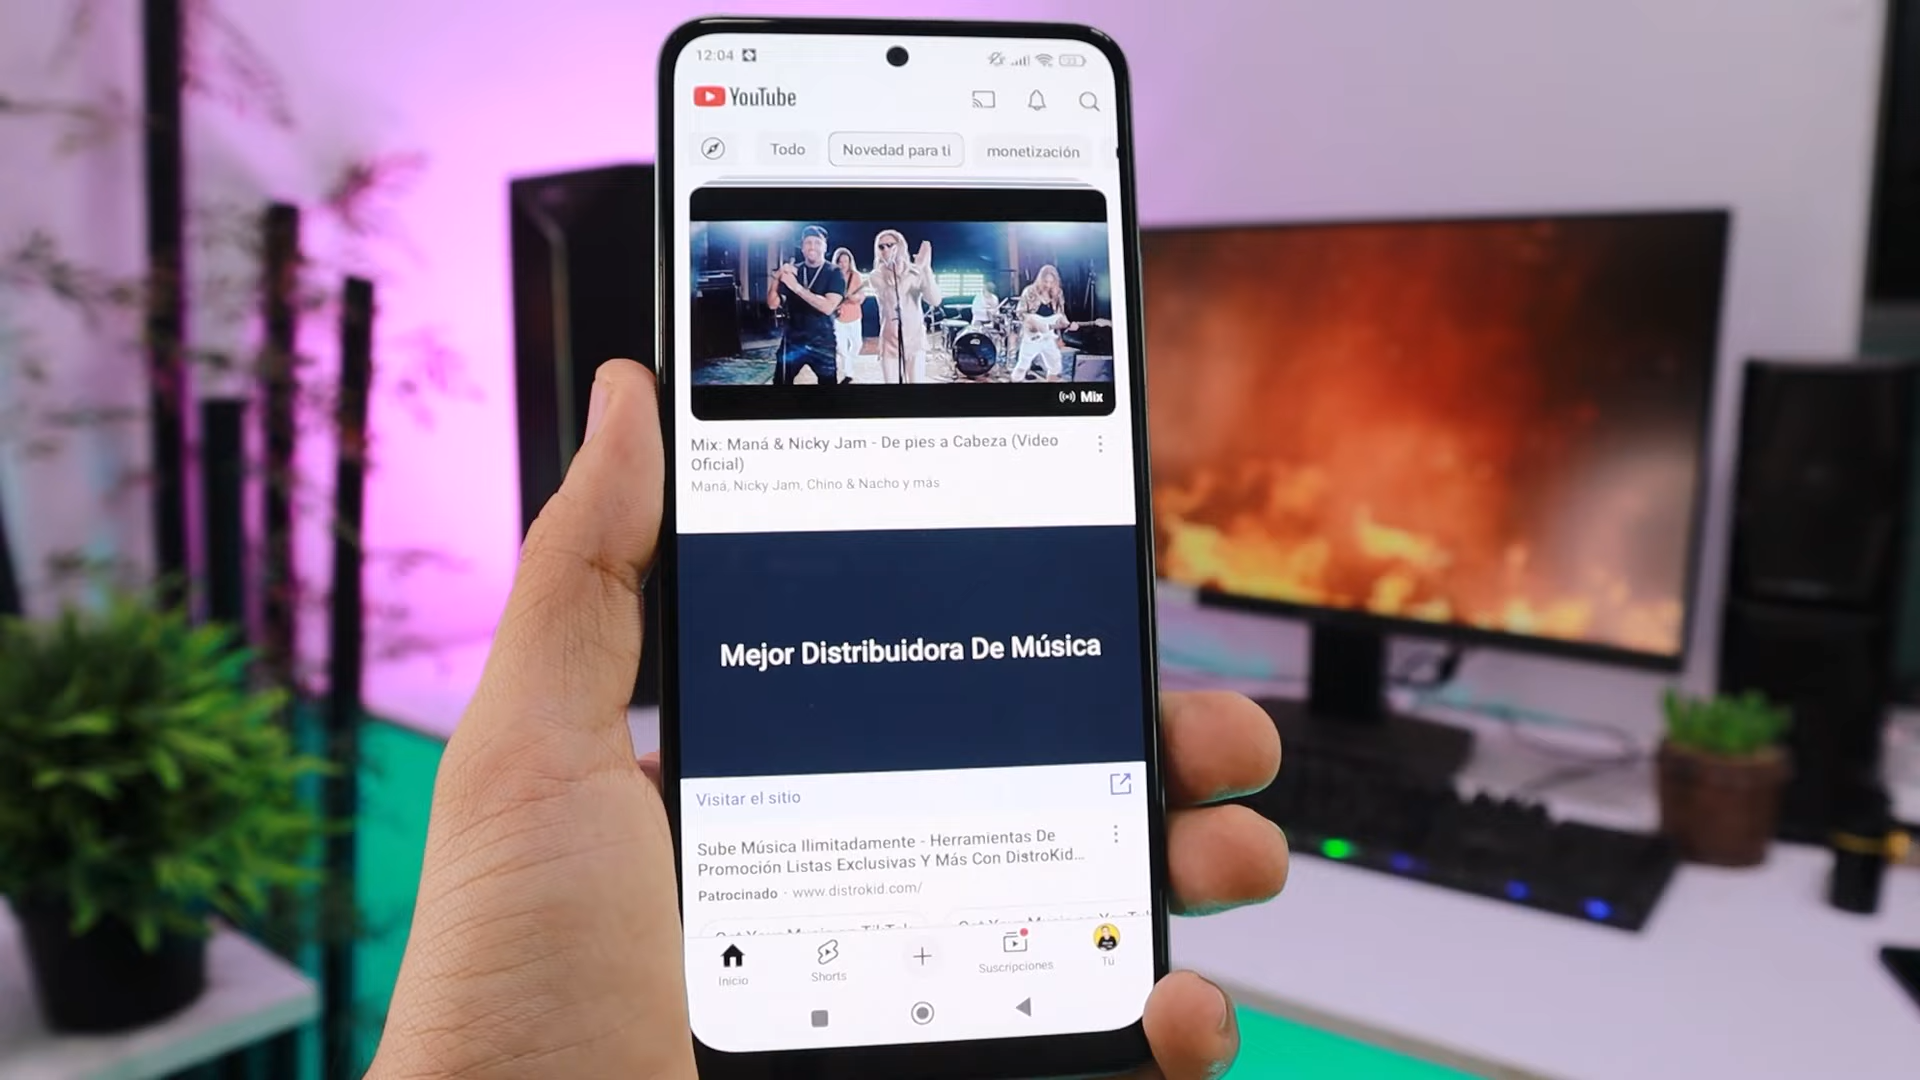 12:04
YouTube
Todo
Novedad para ti
monetización
Mix
Mix: Maná & Nicky Jam - De pies a Cabeza (Video
Oficial)
Maná, Nicky Jam, Chino & Nacho y más
Mejor Distribuidora De Música
Visitar el sitio
Sube Música Ilimitadamente - Herramientas De
Promoción Listas Exclusivas Y Más Con DistroKid...
Patrocinado · www.distrokid.com/
Inicio
Shorts
Suscripciones
Tú